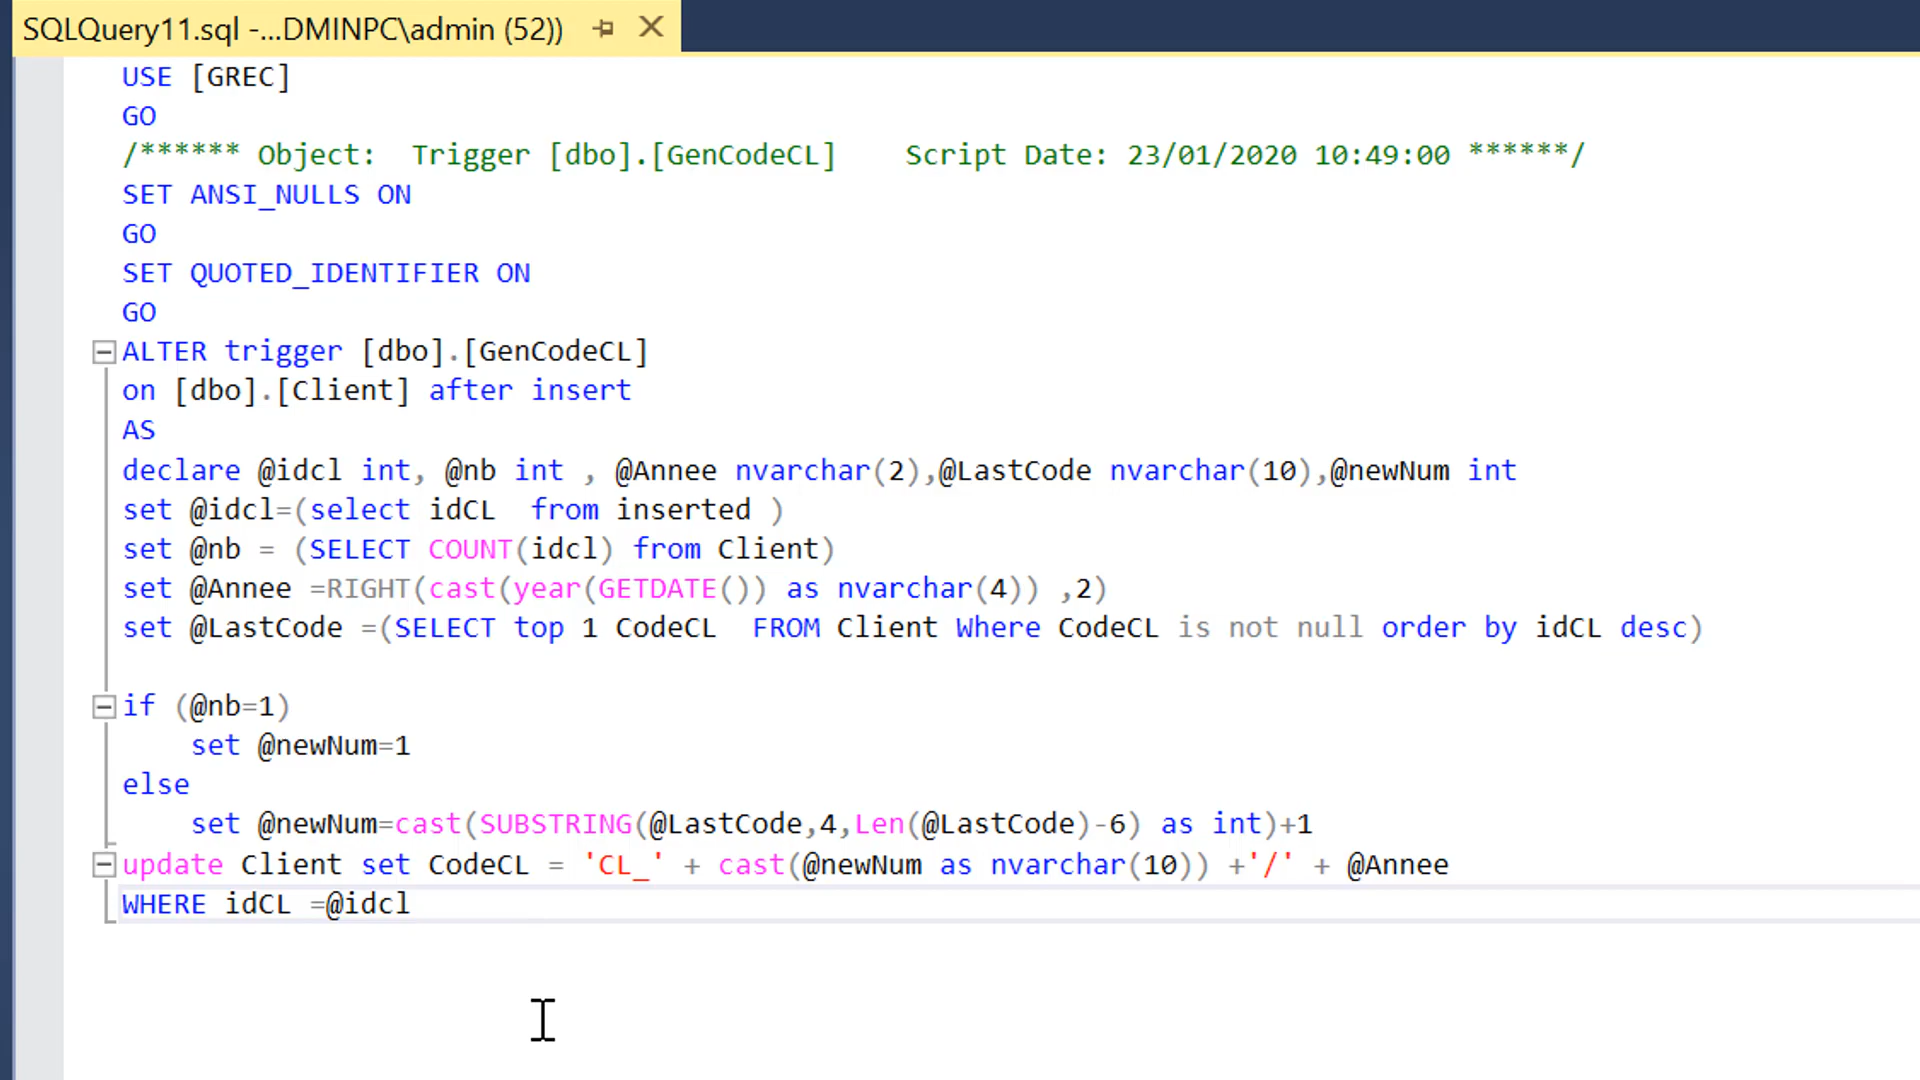 SQLQuery11.sql -...DMINPC\admin (52))
USE [GREC]
GO
/****** Object:  Trigger [dbo].[GenCodeCL]    Script Date: 23/01/2020 10:49:00 ******/
SET ANSI_NULLS ON
GO
SET QUOTED_IDENTIFIER ON
GO
ALTER trigger [dbo].[GenCodeCL]
on [dbo].[Client] after insert
AS
declare @idcl int, @nb int , @Annee nvarchar(2),@LastCode nvarchar(10),@newNum int
set @idcl=(select idCL  from inserted )
set @nb = (SELECT COUNT(idcl) from Client)
set @Annee =RIGHT(cast(year(GETDATE()) as nvarchar(4)) ,2)
set @LastCode =(SELECT top 1 CodeCL  FROM Client Where CodeCL is not null order by idCL desc)
if (@nb=1)
    set @newNum=1
else
    set @newNum=cast(SUBSTRING(@LastCode,4,Len(@LastCode)-6) as int)+1
update Client set CodeCL = 'CL_' + cast(@newNum as nvarchar(10)) +'/' + @Annee
WHERE idCL =@idcl